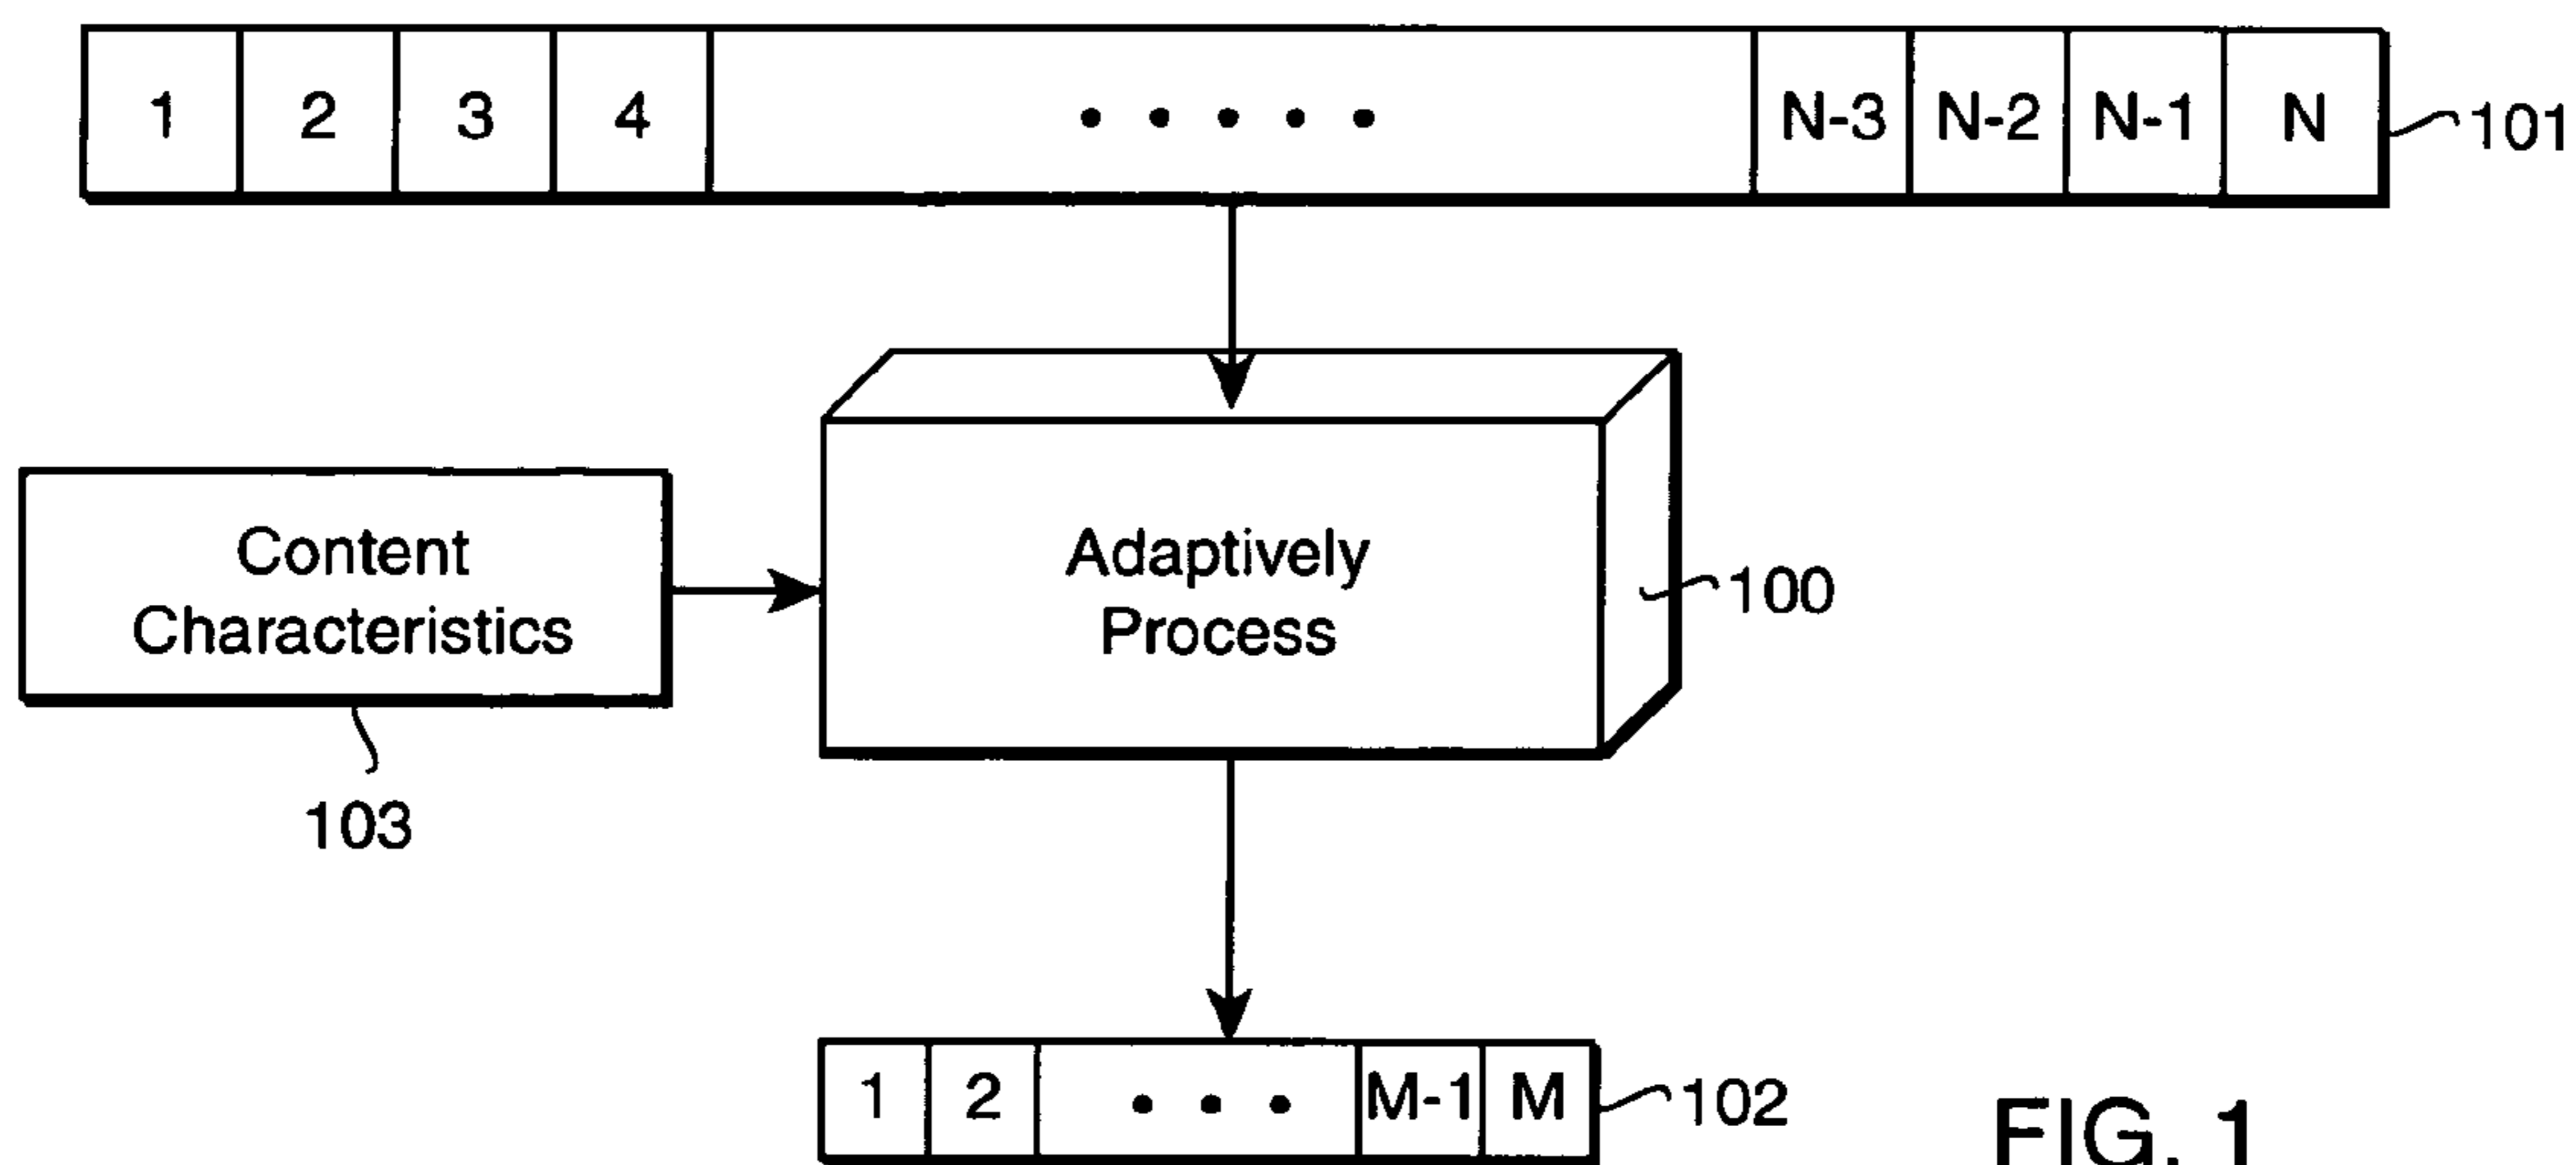 1 2 3 4 • • • • • N-3 N-2 N-1 N
101
Content
Characteristics
103
Adaptively
Process
100
1 2 • • • M-1 M
102
FIG. 1